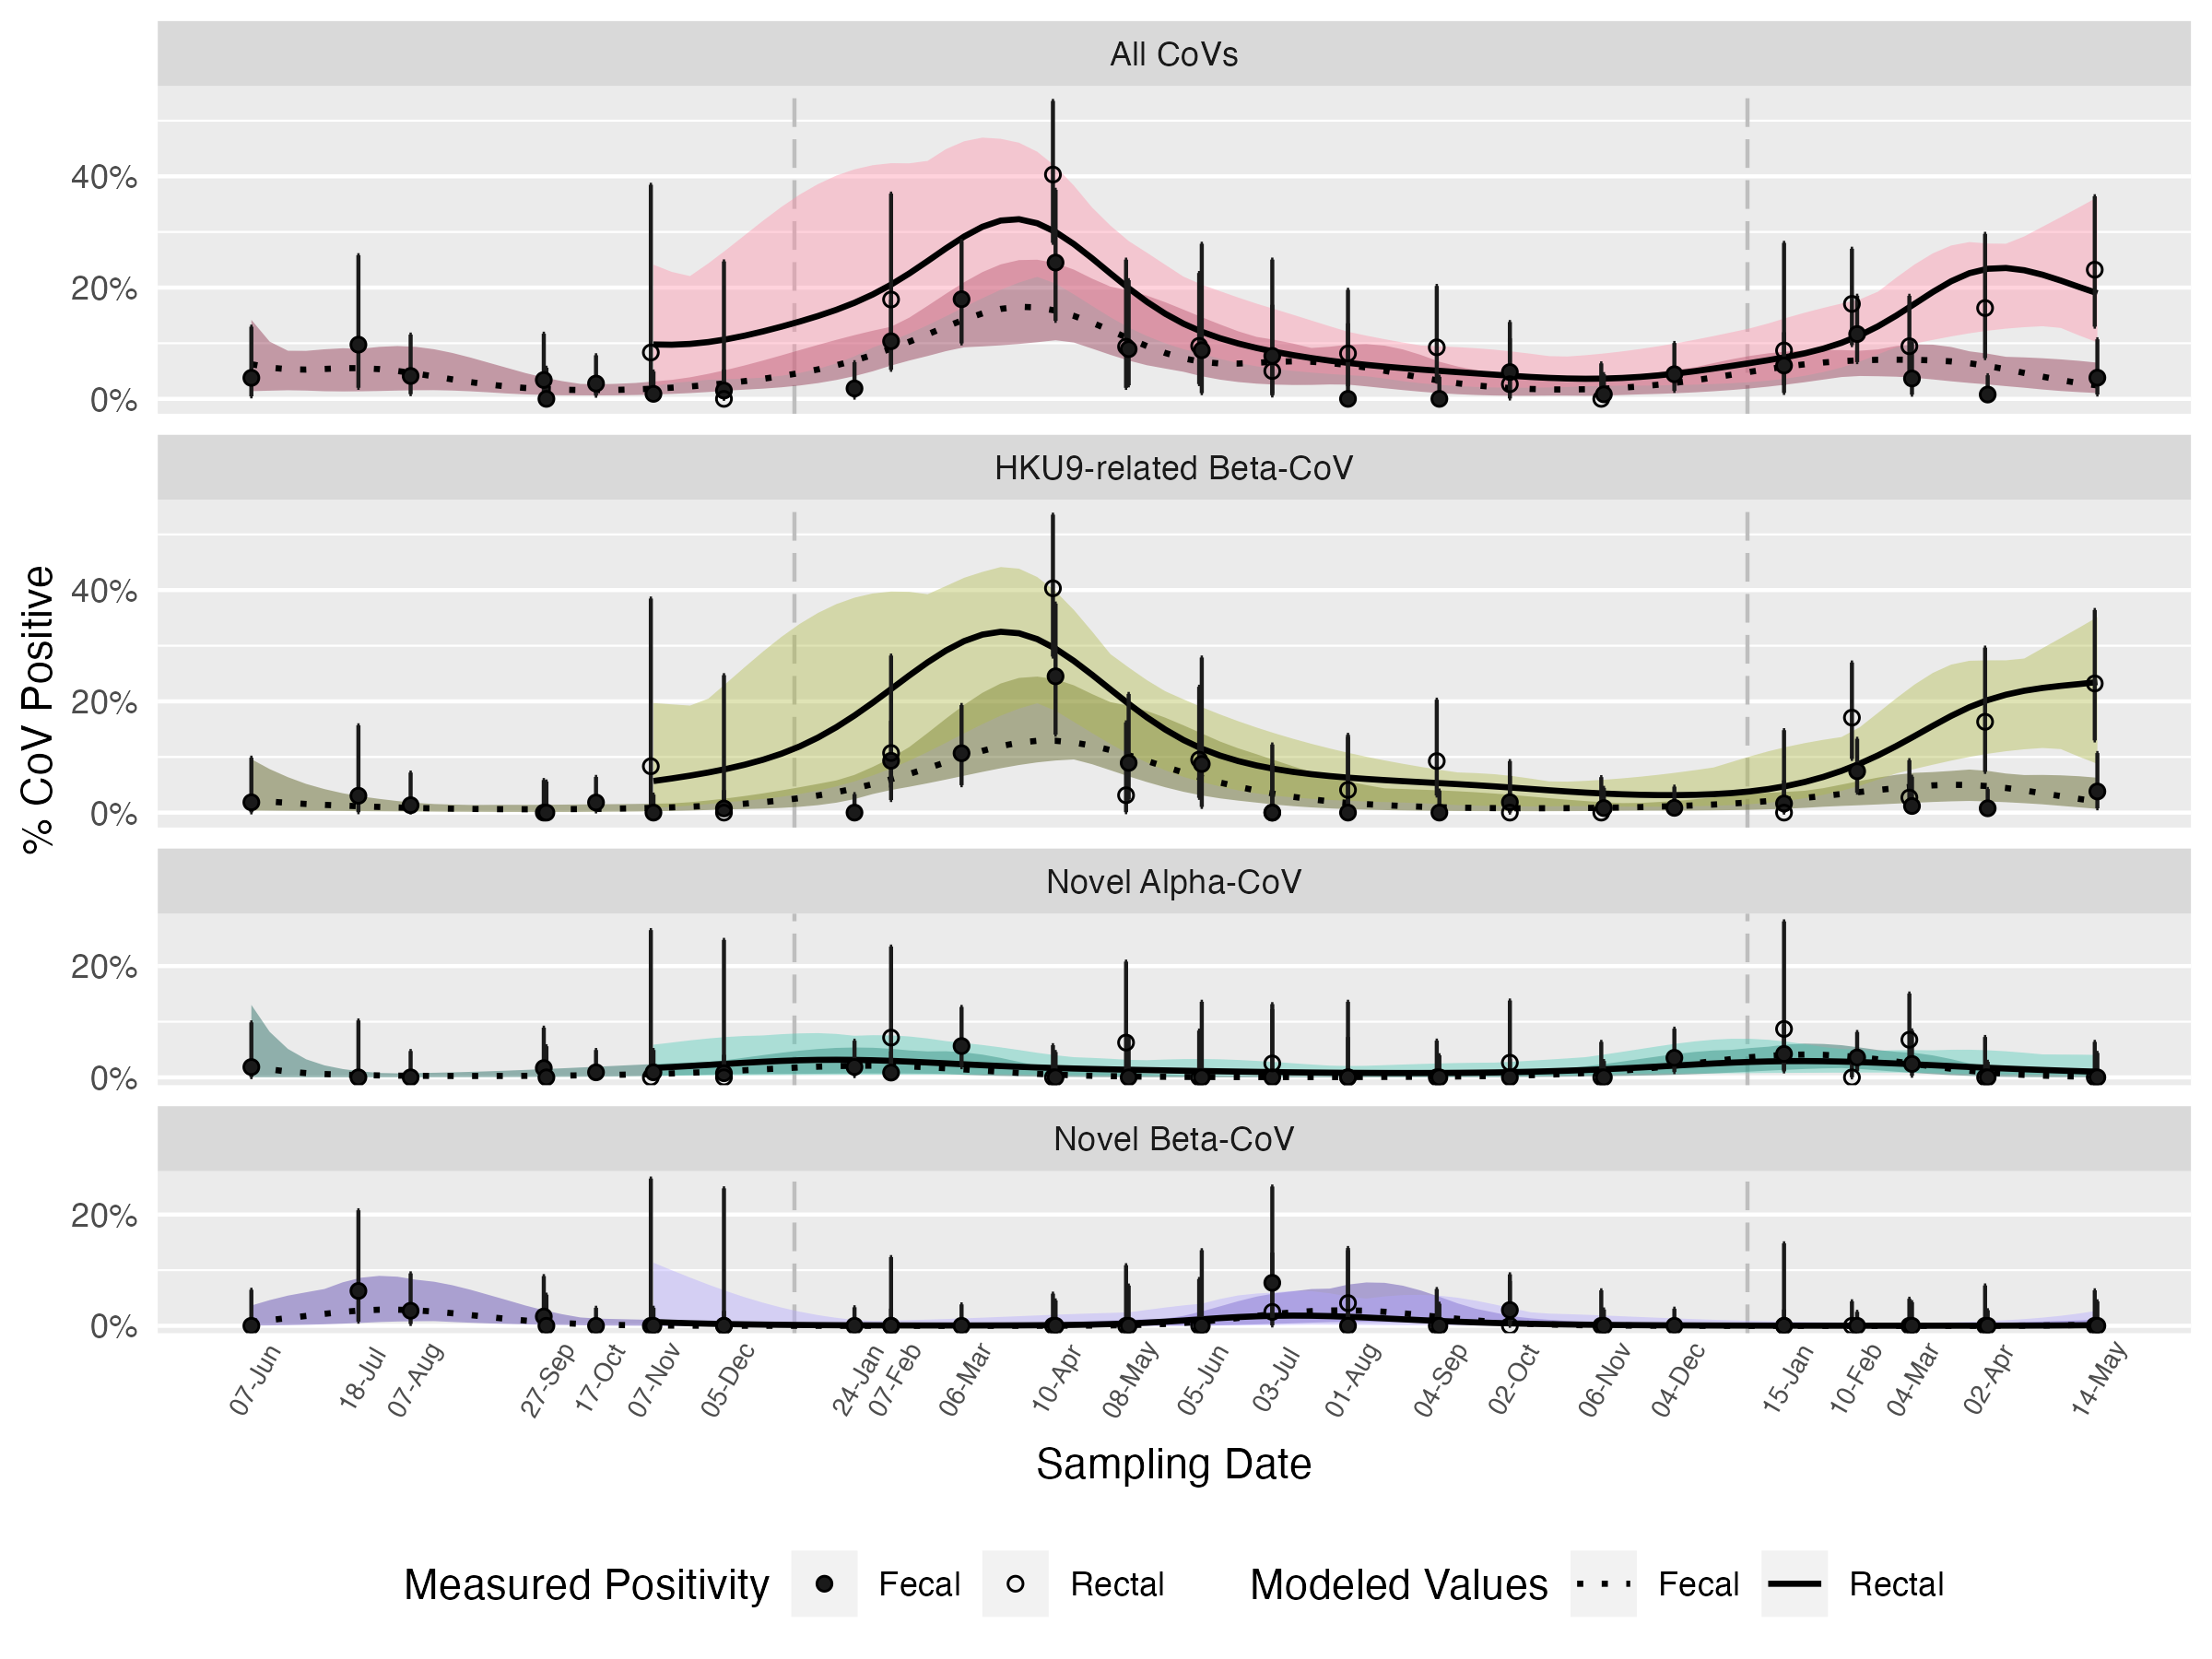 All CoVs
40%
20%
0%
HKU9-related Beta-CoV
40%
20%
0%
Novel Alpha-CoV
20%
0%
Novel Beta-CoV
20%
0%
% CoV Positive
07-Jun 18-Jul 07-Aug 27-Sep 17-Oct 07-Nov 05-Dec 24-Jan 07-Feb 06-Mar 10-Apr 08-May 05-Jun 03-Jul 01-Aug 04-Sep 02-Oct 06-Nov 04-Dec 15-Jan 10-Feb 04-Mar 02-Apr 14-May
Sampling Date
Measured Positivity Fecal Rectal Modeled Values Fecal Rectal